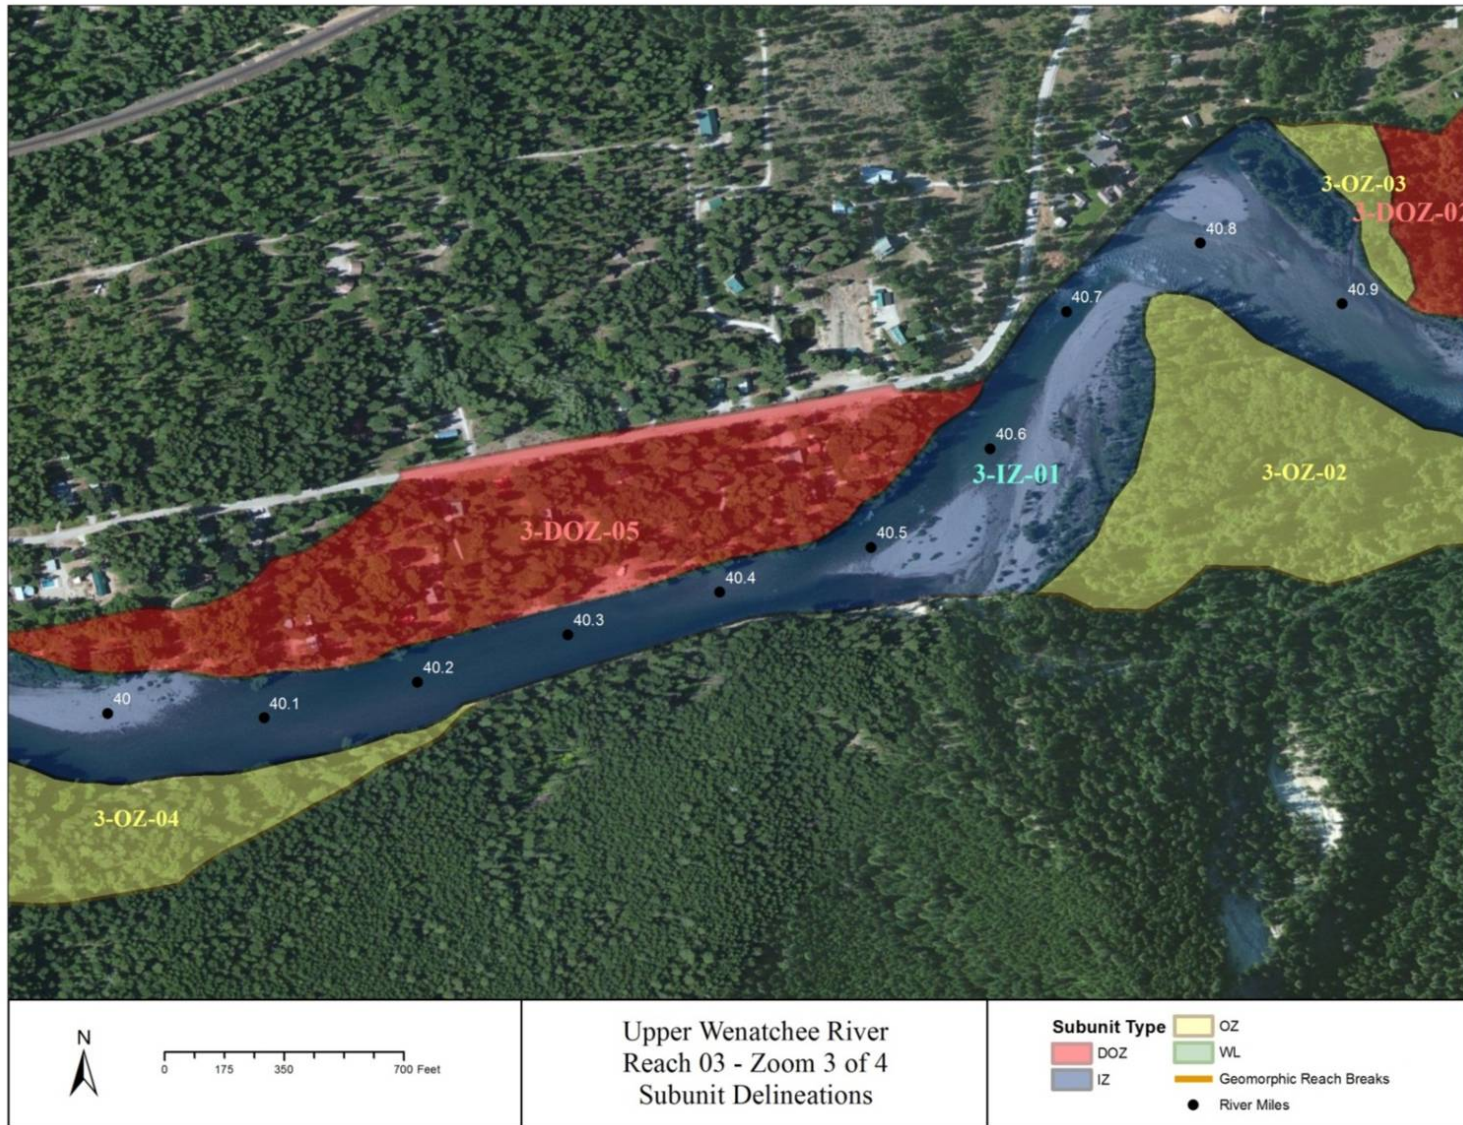 3-OZ-03
3-DOZ-02
40.8
40.9
40.7
40.6
3-IZ-01
3-OZ-02
3-DOZ-05
40.5
40.4
40.3
40.2
40
40.1
3-OZ-04
N
0 175 350 700 Feet
Upper Wenatchee River
Reach 03 - Zoom 3 of 4
Subunit Delineations
Subunit Type
DOZ
IZ
OZ
WL
Geomorphic Reach Breaks
River Miles